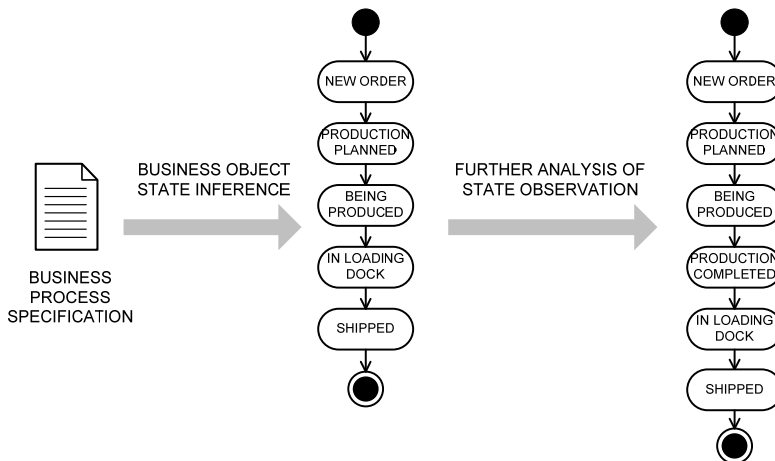 BUSINESS
PROCESS
SPECIFICATION
BUSINESS OBJECT
STATE INFERENCE
NEW ORDER
PRODUCTION
PLANNED
BEING
PRODUCED
IN LOADING
DOCK
SHIPPED
FURTHER ANALYSIS OF
STATE OBSERVATION
NEW ORDER
PRODUCTION
PLANNED
BEING
PRODUCED
PRODUCTION
COMPLETED
IN LOADING
DOCK
SHIPPED